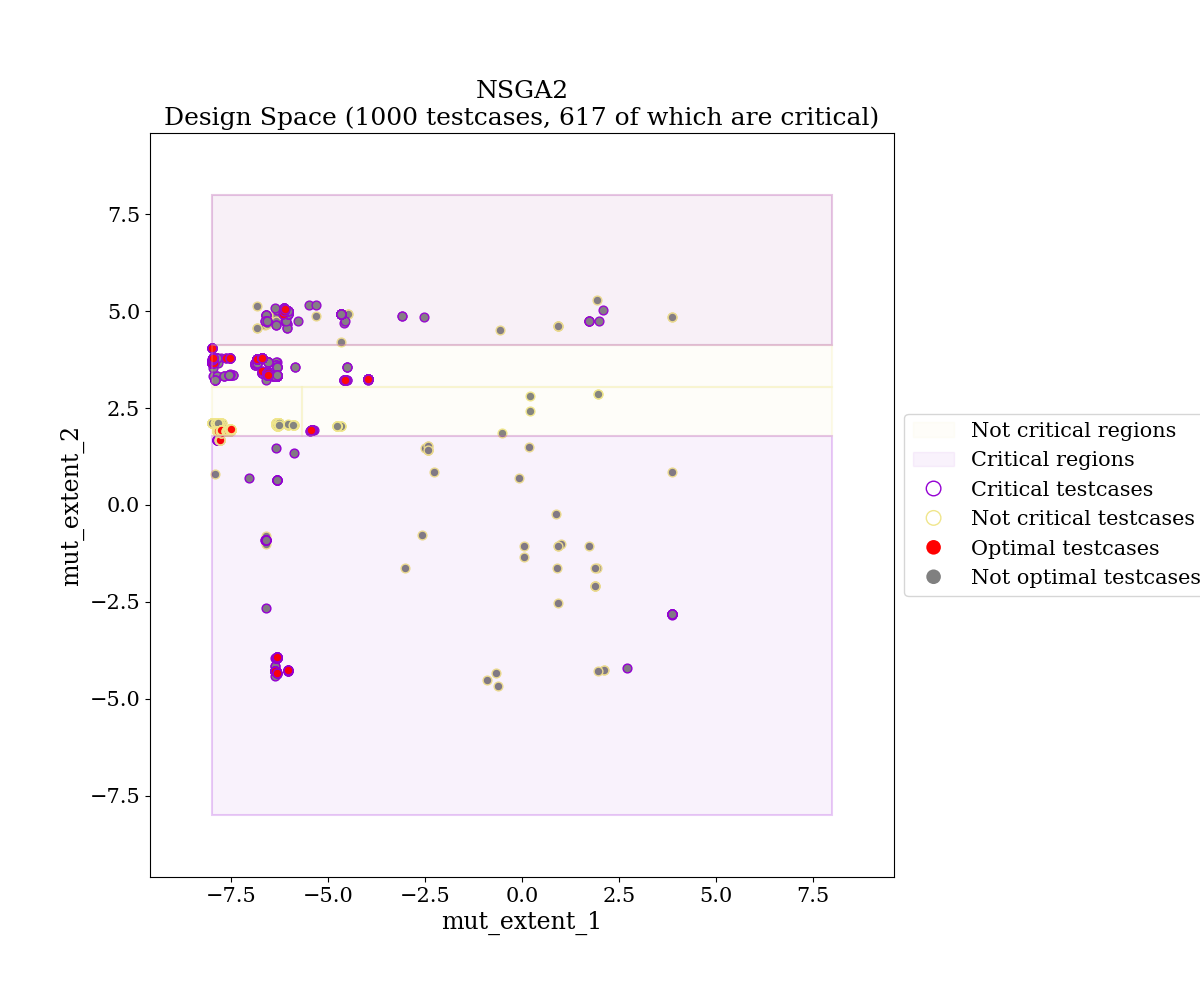 NSGA2
Design Space (1000 testcases, 617 of which are critical)
7.5
5.0
2.5
0.0
−2.5
−5.0
−7.5
mut_extent_2
−7.5
−5.0
−2.5
0.0
2.5
5.0
7.5
mut_extent_1
Not critical regions
Critical regions
Critical testcases
Not critical testcases
Optimal testcases
Not optimal testcases